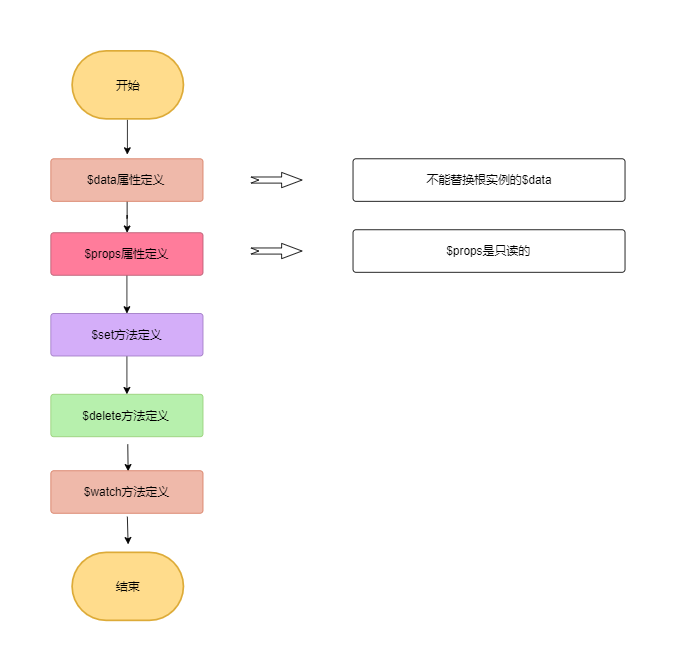 开始
$data属性定义
不能替换根实例的$data
$props属性定义
$props是只读的
$set方法定义
$delete方法定义
$watch方法定义
结束